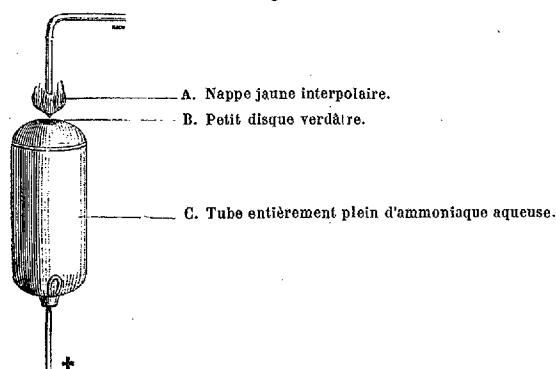 A. Nappe jaune interpolaire.
B. Petit disque verdâtre.
C. Tube entièrement plein d'ammoniaque aqueuse.
+